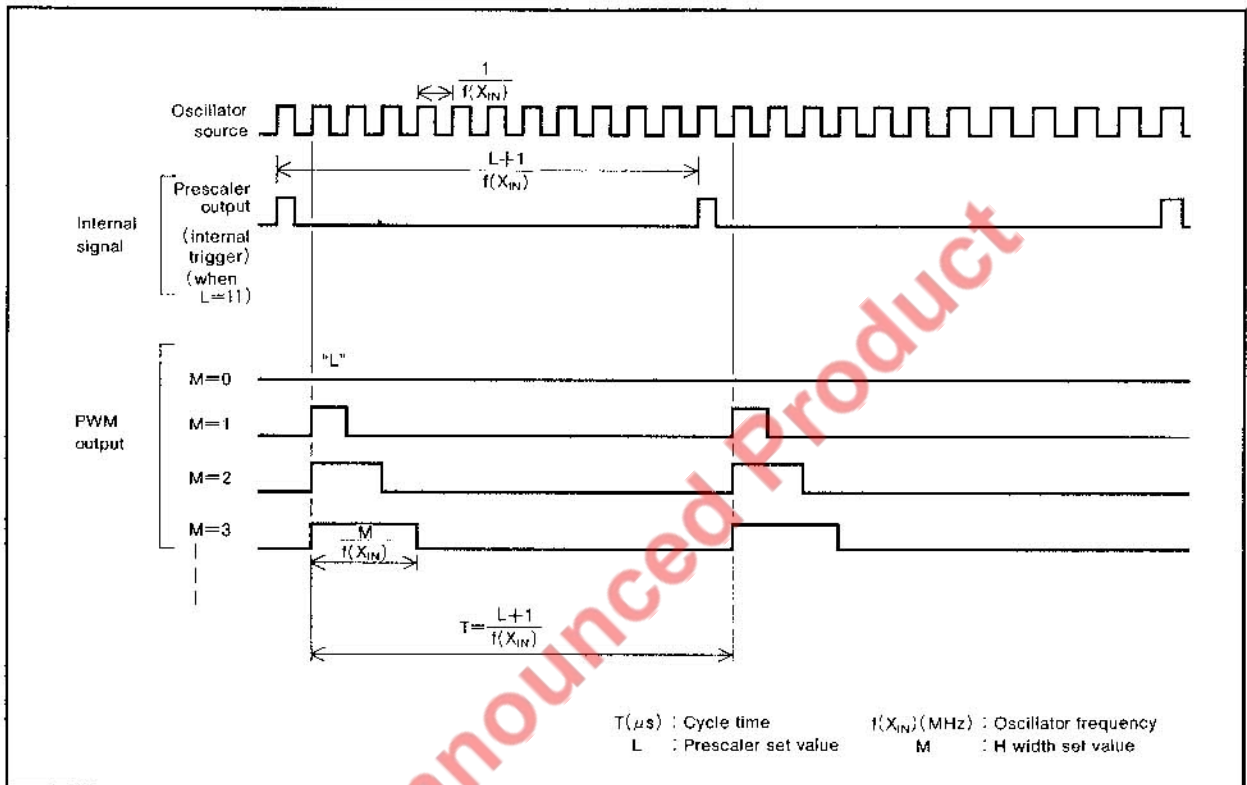 1
f(XIN)
Oscillator
source
L+1
f(XIN)
Internal
signal
Prescaler
output
(internal
trigger)
(when
L=11)
PWM
output
"L"
M=0
M=1
M=2
M=3
M
f(XIN)
T=L+1
f(XIN)
T(μs) : Cycle time
f(XIN)(MHz) : Oscillator frequency
L : Prescaler set value
M : H width set value
nounced Product